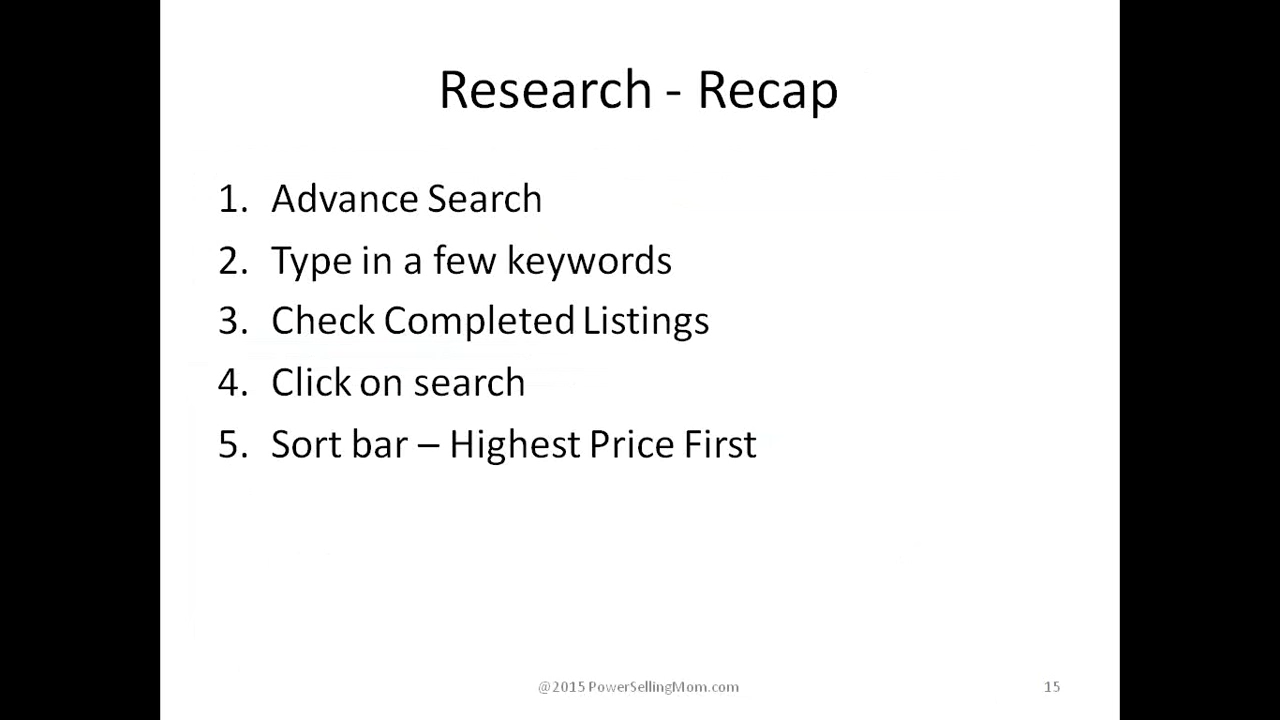 Research - Recap
1. Advance Search
2. Type in a few keywords
3. Check Completed Listings
4. Click on search
5. Sort bar – Highest Price First
@2015 PowerSellingMom.com
15